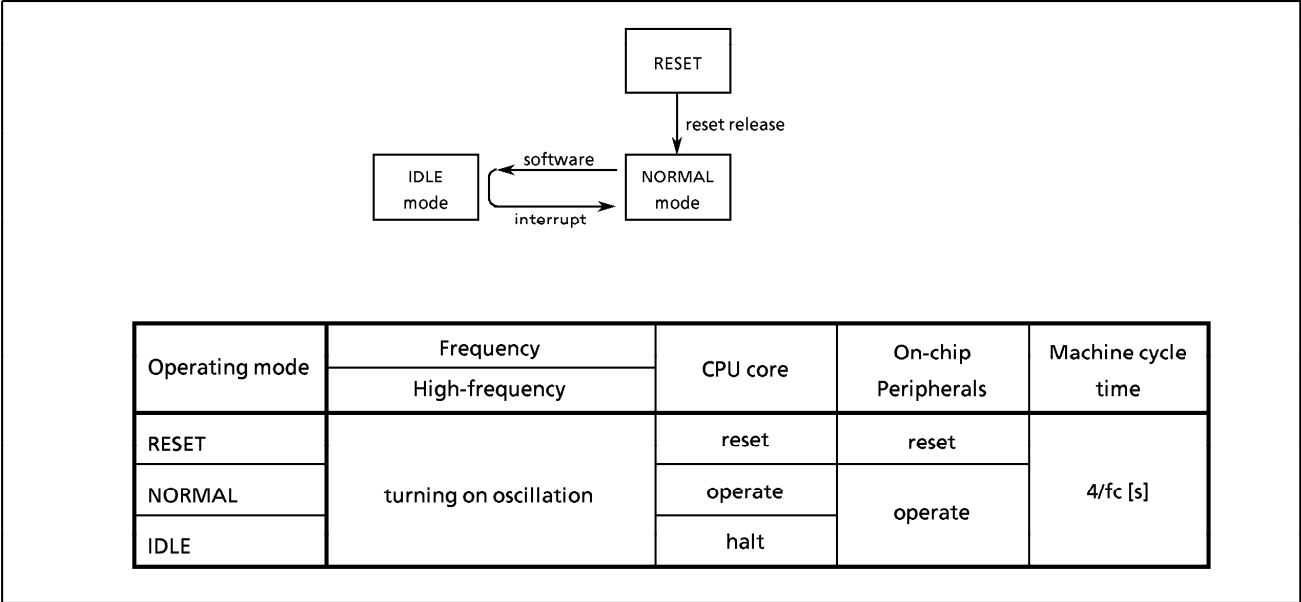 RESET
reset release
software
IDLE
mode
NORMAL
mode
interrupt
Operating mode
Frequency
High-frequency
CPU core
On-chip
Peripherals
Machine cycle
time
RESET
turning on oscillation
reset
reset
4/fc [s]
NORMAL
operate
operate
IDLE
halt